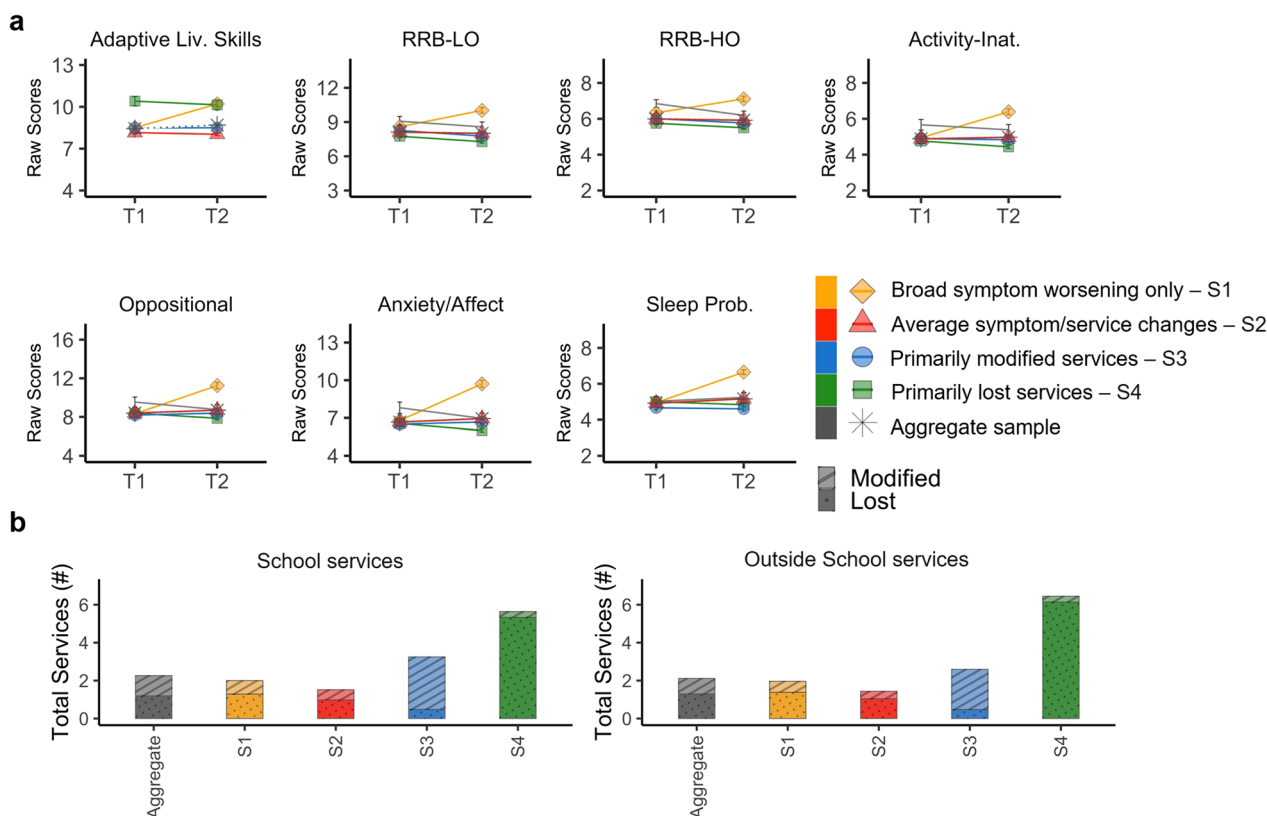 a
Adaptive Liv. Skills
RRB-LO
RRB-HO
Activity-Inat.
Raw Scores
13
10
7
4
T1
T2
Raw Scores
12
9
6
3
T1
T2
Raw Scores
8
6
4
2
T1
T2
Raw Scores
8
6
4
2
T1
T2
Oppositional
Anxiety/Affect
Sleep Prob.
Raw Scores
16
12
8
4
T1
T2
Raw Scores
13
10
7
4
T1
T2
Raw Scores
8
6
4
2
T1
T2
Broad symptom worsening only – S1
Average symptom/service changes – S2
Primarily modified services – S3
Primarily lost services – S4
Aggregate sample
Modified
Lost
b
School services
Total Services (#)
6
4
2
0
Aggregate
S1
S2
S3
S4
Outside School services
Total Services (#)
6
4
2
0
Aggregate
S1
S2
S3
S4